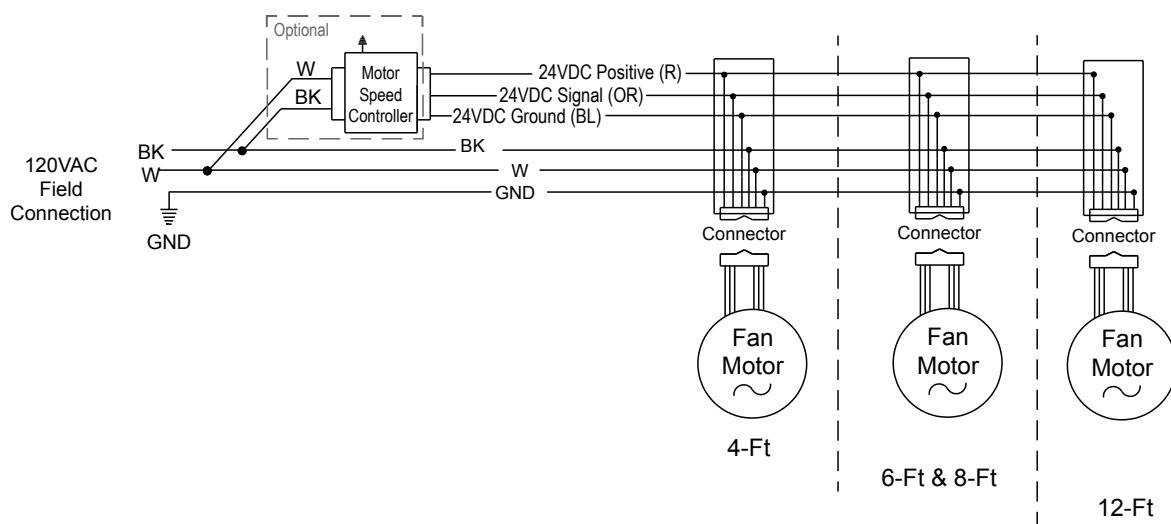 Optional
W
BK
Motor
Speed
Controller
24VDC Positive (R)
24VDC Signal (OR)
24VDC Ground (BL)
120VAC
Field
Connection
BK
W
GND
BK
W
GND
Connector
Connector
Connector
Fan
Motor
Fan
Motor
Fan
Motor
4-Ft
6-Ft & 8-Ft
12-Ft